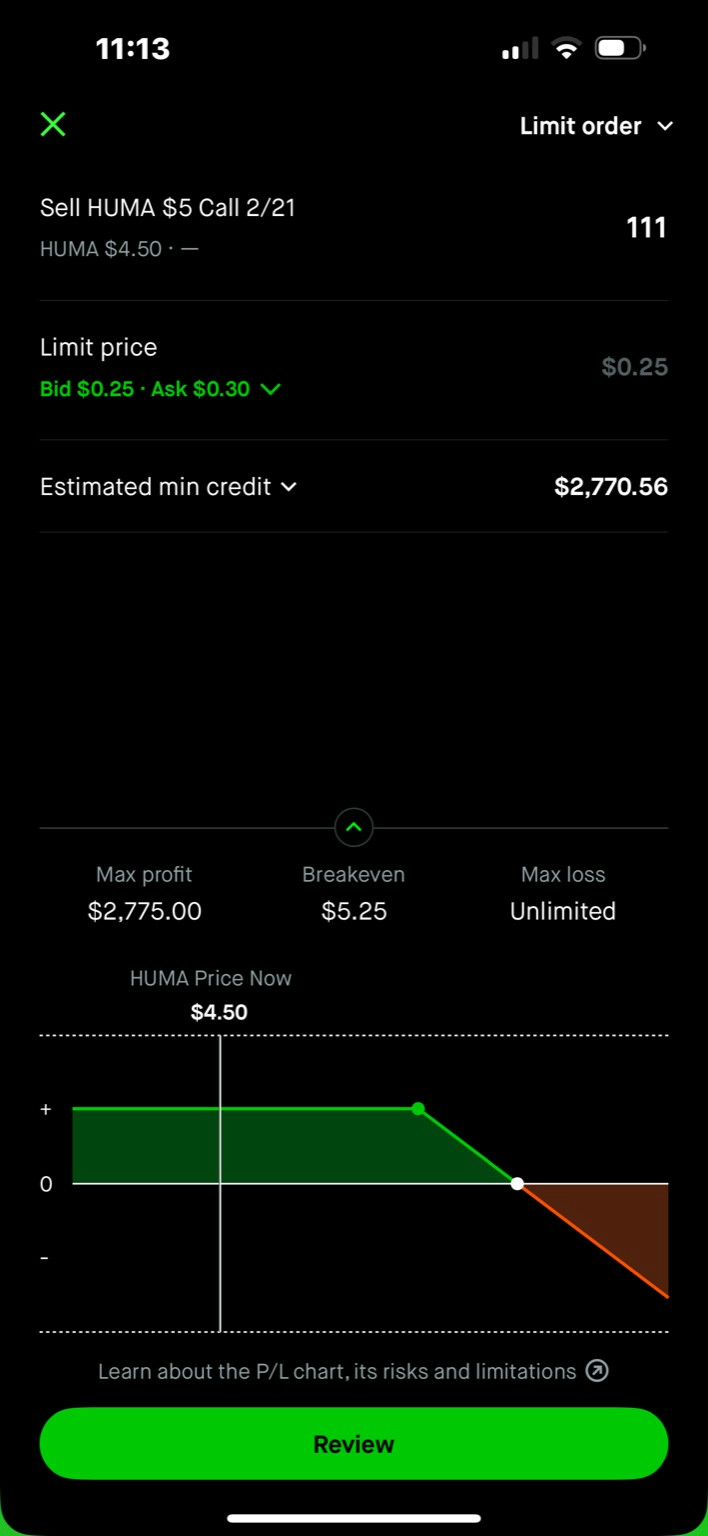 11:13
Limit order
Sell HUMA $5 Call 2/21
111
HUMA $4.50 · —
Limit price
$0.25
Bid $0.25 · Ask $0.30
Estimated min credit
$2,770.56
Max profit
Breakeven
Max loss
$2,775.00
$5.25
Unlimited
HUMA Price Now
$4.50
+
0
-
Learn about the P/L chart, its risks and limitations
Review